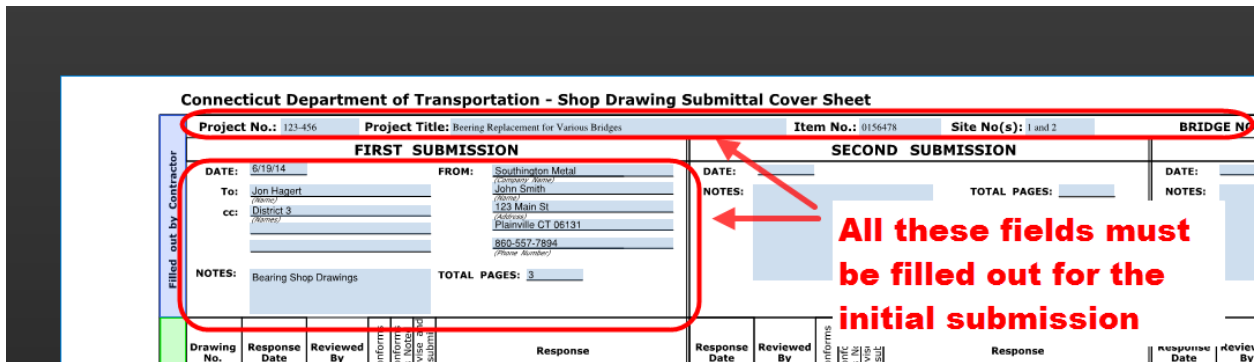 Connecticut Department of Transportation - Shop Drawing Submittal Cover Sheet
Project No.: 123-456 Project Title: Beering Replacement for Various Bridges Item No.: 0156478 Site No(s): 1 and 2 BRIDGE NO
Filled out by Contractor
FIRST SUBMISSION
DATE: 6/19/14
To: Jon Hagert
(Name)
cc: District 3
(Names)
NOTES: Bearing Shop Drawings
FROM: Southington Metal
(Company Name)
John Smith
(Name)
123 Main St
(Address)
Plainville CT 06131
860-557-7894
(Phone Number)
TOTAL PAGES: 3
SECOND SUBMISSION
DATE:
NOTES:
TOTAL PAGES:
DATE:
NOTES:
All these fields must
be filled out for the
initial submission
Drawing No. Response Date Reviewed By Response
Response Date Reviewed By Response
Response Date